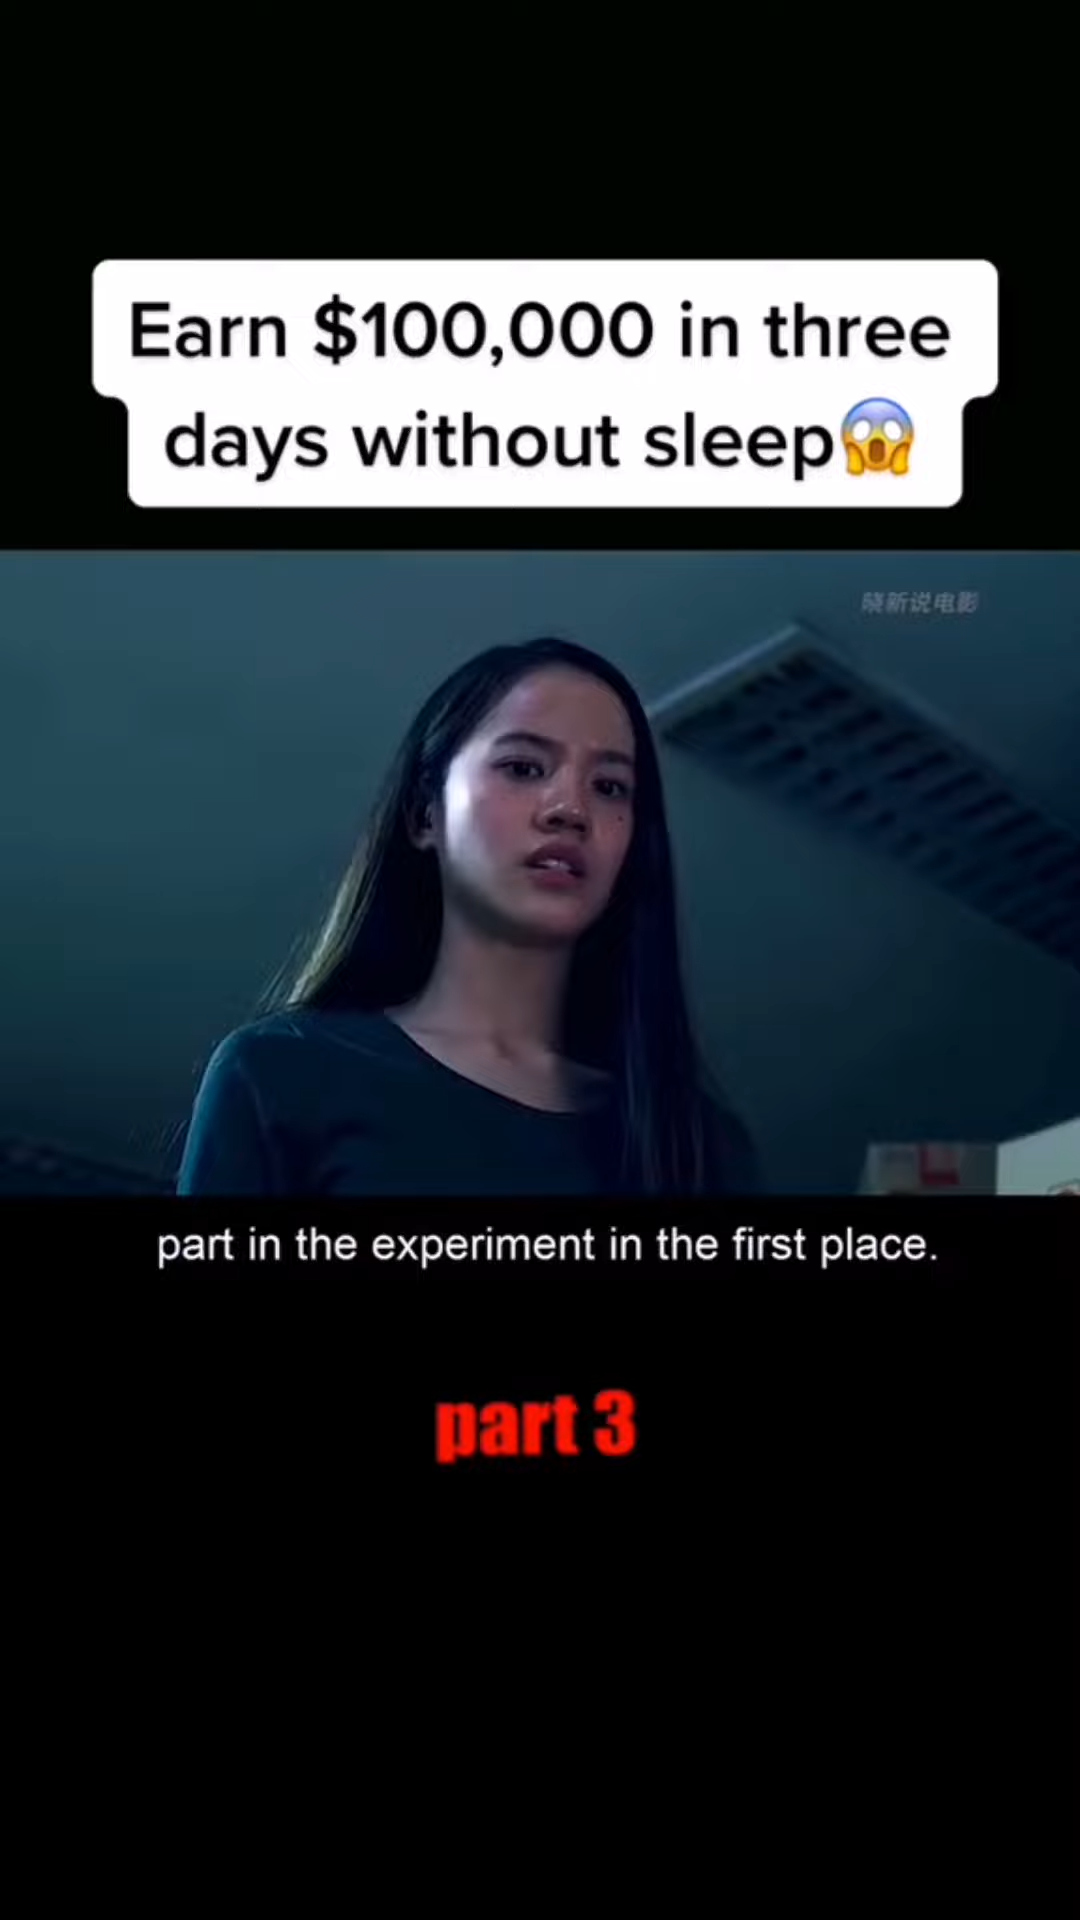 Earn $100,000 in three
days without sleep😱
晓新说电影
part in the experiment in the first place.
part 3